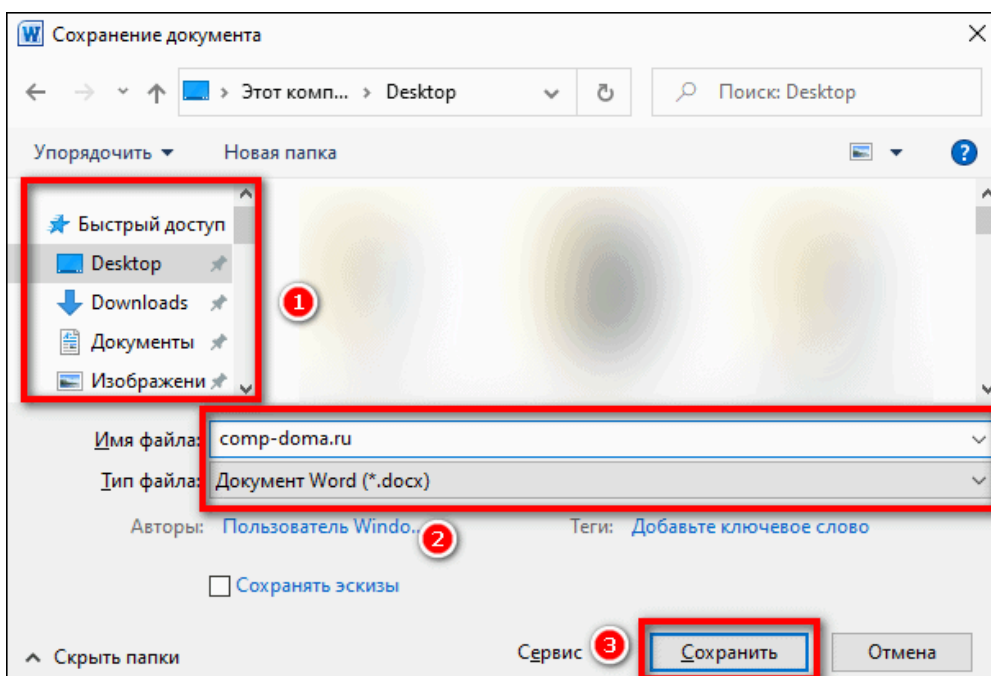 Сохранение документа
Этот комп... › Desktop
Поиск: Desktop
Упорядочить Новая папка
Быстрый доступ
Desktop
Downloads
1
Документы
Изображени
Имя файла: comp-doma.ru
Тип файла: Документ Word (*.docx)
Авторы: Пользователь Windo... Теги: Добавьте ключевое слово
2
Сохранять эскизы
Скрыть папки Сервис 3 Сохранить Отмена